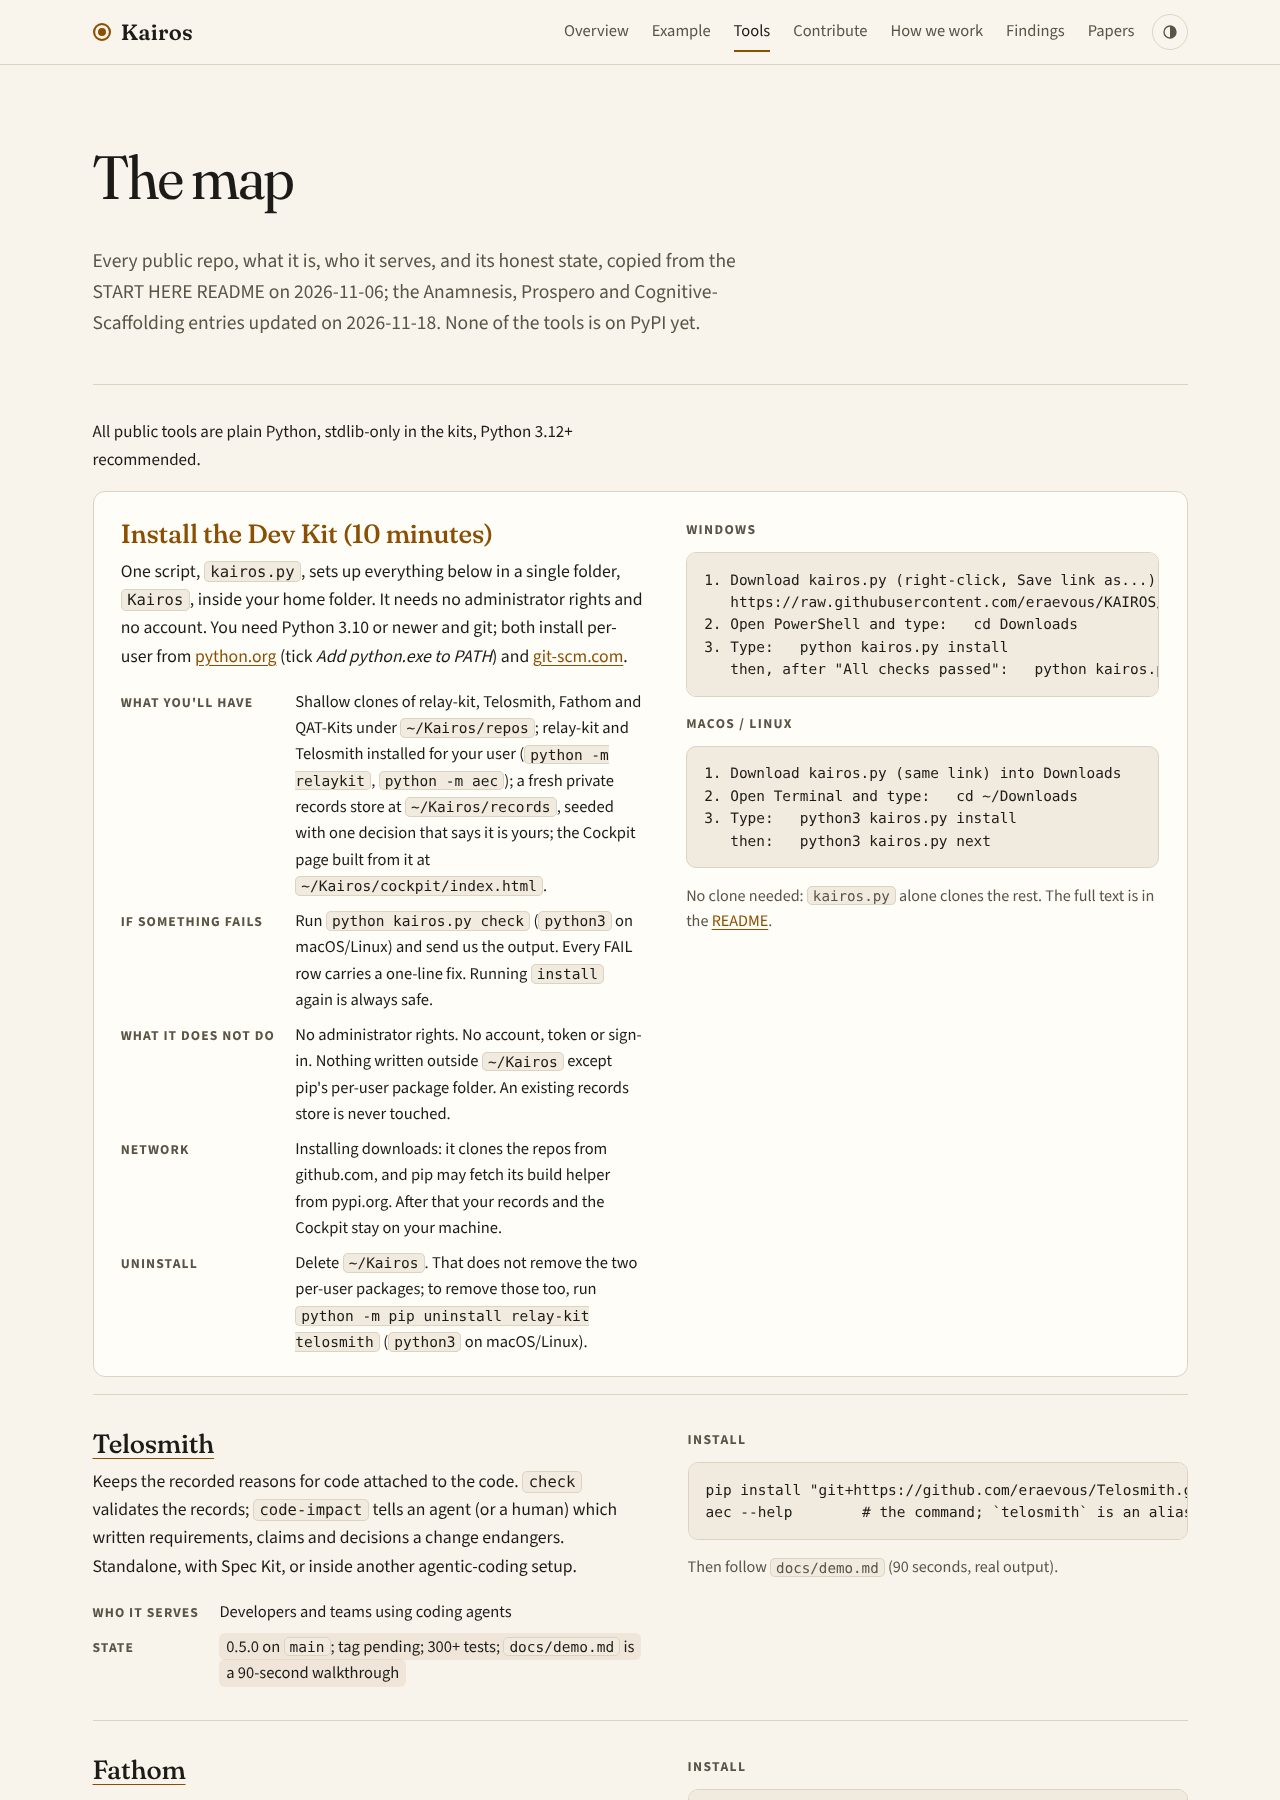 Kairos
Overview Example Tools Contribute How we work Findings Papers
The map
Every public repo, what it is, who it serves, and its honest state, copied from the
START HERE README on 2026-11-06; the Anamnesis, Prospero and Cognitive-
Scaffolding entries updated on 2026-11-18. None of the tools is on PyPI yet.
All public tools are plain Python, stdlib-only in the kits, Python 3.12+
recommended.
Install the Dev Kit (10 minutes)
One script, kairos.py, sets up everything below in a single folder,
Kairos, inside your home folder. It needs no administrator rights and
no account. You need Python 3.10 or newer and git; both install per-
user from python.org (tick Add python.exe to PATH) and git-scm.com.
WHAT YOU'LL HAVE
Shallow clones of relay-kit, Telosmith, Fathom and
QAT-Kits under ~/Kairos/repos; relay-kit and
Telosmith installed for your user (python -m
relaykit, python -m aec); a fresh private
records store at ~/Kairos/records, seeded
with one decision that says it is yours; the Cockpit
page built from it at
~/Kairos/cockpit/index.html.
IF SOMETHING FAILS
Run python kairos.py check (python3 on
macOS/Linux) and send us the output. Every FAIL
row carries a one-line fix. Running install
again is always safe.
WHAT IT DOES NOT DO
No administrator rights. No account, token or sign-
in. Nothing written outside ~/Kairos except
pip's per-user package folder. An existing records
store is never touched.
NETWORK
Installing downloads: it clones the repos from
github.com, and pip may fetch its build helper
from pypi.org. After that your records and the
Cockpit stay on your machine.
UNINSTALL
Delete ~/Kairos. That does not remove the two
per-user packages; to remove those too, run
python -m pip uninstall relay-kit
telosmith (python3 on macOS/Linux).
WINDOWS
1. Download kairos.py (right-click, Save link as...)
https://raw.githubusercontent.com/eraevous/KAIROS/
2. Open PowerShell and type:   cd Downloads
3. Type:   python kairos.py install
then, after "All checks passed":   python kairos.p
MACOS / LINUX
1. Download kairos.py (same link) into Downloads
2. Open Terminal and type:   cd ~/Downloads
3. Type:   python3 kairos.py install
then:   python3 kairos.py next
No clone needed: kairos.py alone clones the rest. The full text is in
the README.
Telosmith
Keeps the recorded reasons for code attached to the code. check
validates the records; code-impact tells an agent (or a human) which
written requirements, claims and decisions a change endangers.
Standalone, with Spec Kit, or inside another agentic-coding setup.
WHO IT SERVES
Developers and teams using coding agents
STATE
0.5.0 on main; tag pending; 300+ tests; docs/demo.md is
a 90-second walkthrough
INSTALL
pip install "git+https://github.com/eraevous/Telosmith.g
aec --help        # the command; `telosmith` is an alias
Then follow docs/demo.md (90 seconds, real output).
Fathom
INSTALL